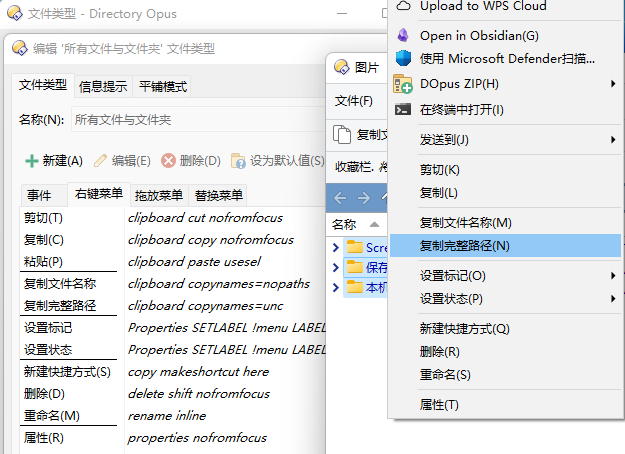 文件类型 - Directory Opus
编辑 '所有文件与文件夹' 文件类型
文件类型 信息提示 平铺模式
名称(N): 所有文件与文件夹
新建(A) 编辑(E) 删除(D) 设为默认值(S)
事件 右键菜单 拖放菜单 替换菜单
剪切(T) clipboard cut nofromfocus
复制(C) clipboard copy nofromfocus
粘贴(P) clipboard paste usesel
复制文件名称 clipboard copynames=nopaths
复制完整路径 clipboard copynames=unc
设置标记 Properties SETLABEL !menu LABEL
设置状态 Properties SETLABEL !menu LABEL
新建快捷方式(S) copy makeshortcut here
删除(D) delete shift nofromfocus
重命名(M) rename inline
属性(R) properties nofromfocus
图片
文件(F)
复制文
收藏栏.
名称
Scre
保存
本机
Upload to WPS Cloud
Open in Obsidian(G)
使用 Microsoft Defender扫描...
DOpus ZIP(H)
在终端中打开(I)
发送到(J)
剪切(K)
复制(L)
复制文件名称(M)
复制完整路径(N)
设置标记(O)
设置状态(P)
新建快捷方式(Q)
删除(R)
重命名(S)
属性(T)